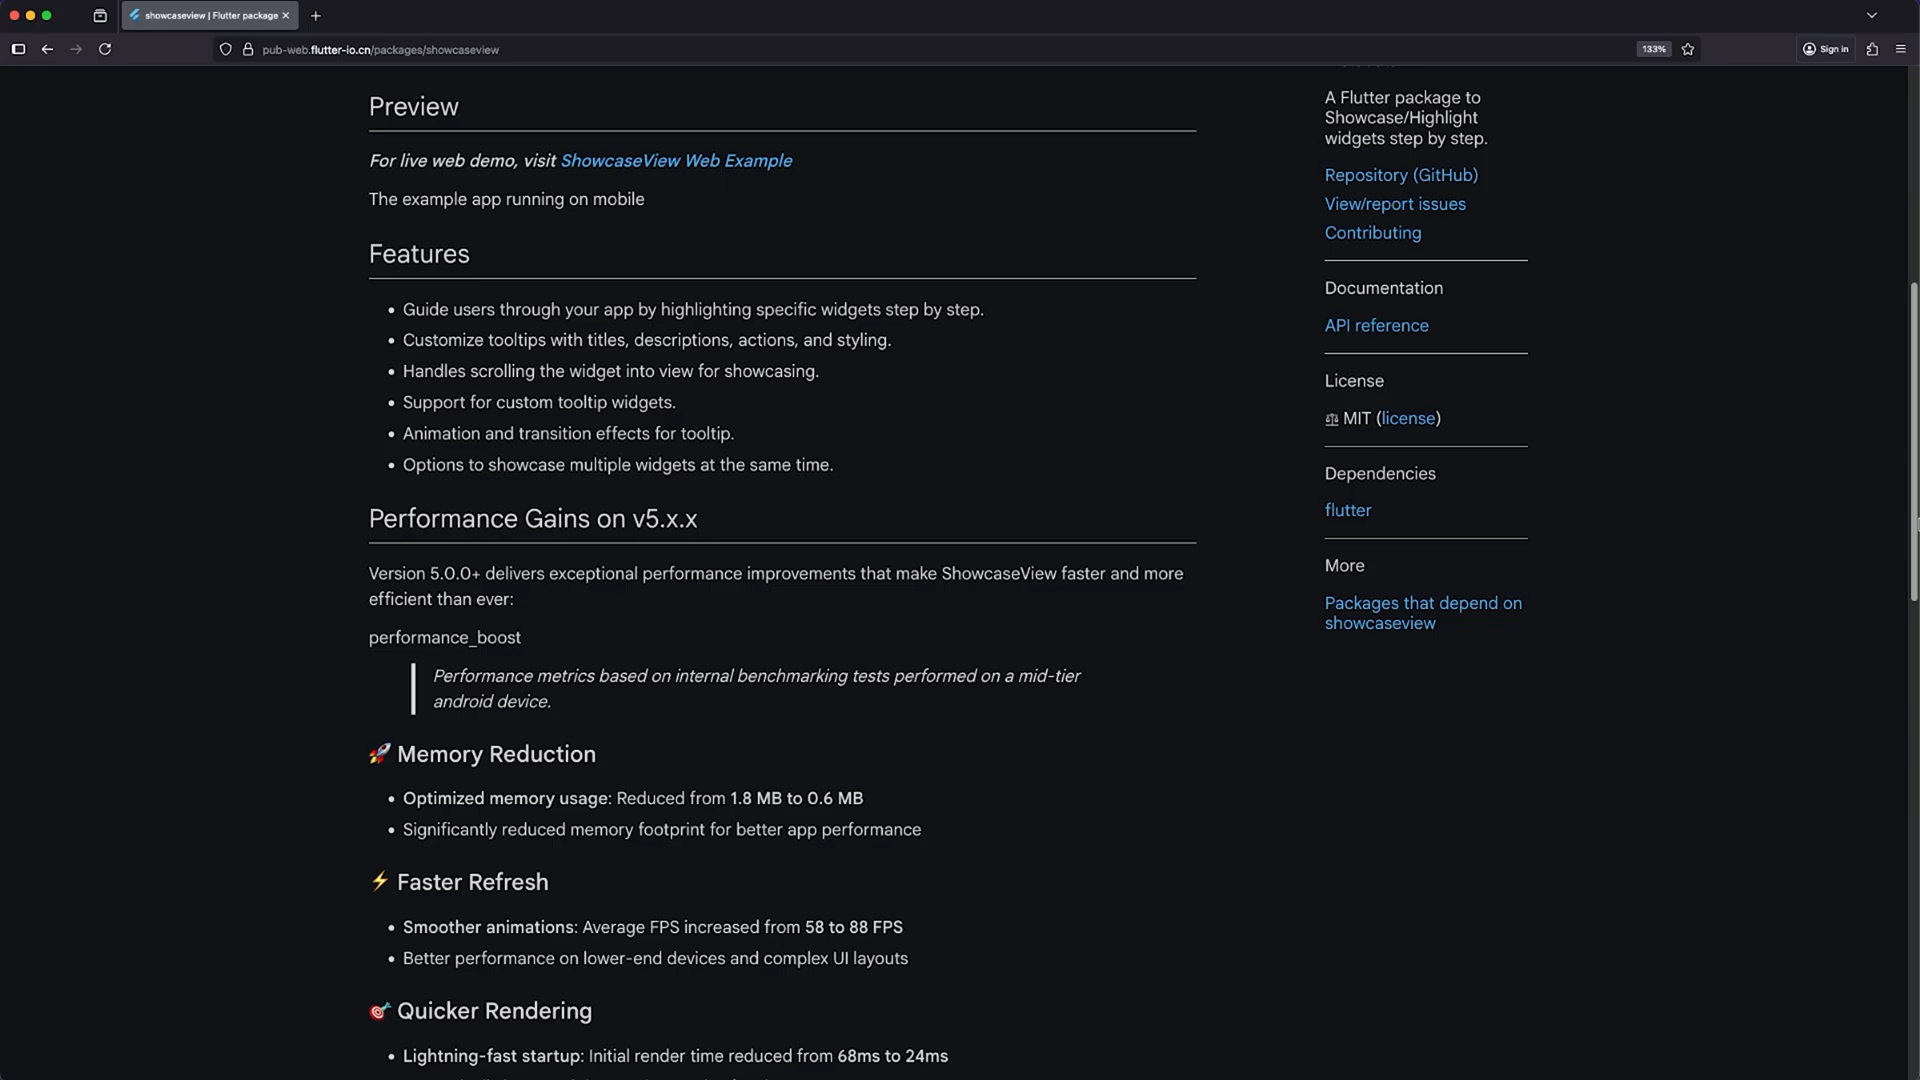 showcaseview | Flutter package
pub-web.flutter-io.cn/packages/showcaseview
133%
Sign in
Preview
For live web demo, visit ShowcaseView Web Example
The example app running on mobile
Features
• Guide users through your app by highlighting specific widgets step by step.
• Customize tooltips with titles, descriptions, actions, and styling.
• Handles scrolling the widget into view for showcasing.
• Support for custom tooltip widgets.
• Animation and transition effects for tooltip.
• Options to showcase multiple widgets at the same time.
Performance Gains on v5.x.x
Version 5.0.0+ delivers exceptional performance improvements that make ShowcaseView faster and more
efficient than ever:
performance_boost
Performance metrics based on internal benchmarking tests performed on a mid-tier
android device.
🚀 Memory Reduction
• Optimized memory usage: Reduced from 1.8 MB to 0.6 MB
• Significantly reduced memory footprint for better app performance
⚡ Faster Refresh
• Smoother animations: Average FPS increased from 58 to 88 FPS
• Better performance on lower-end devices and complex UI layouts
🎯 Quicker Rendering
• Lightning-fast startup: Initial render time reduced from 68ms to 24ms
A Flutter package to
Showcase/Highlight
widgets step by step.
Repository (GitHub)
View/report issues
Contributing
Documentation
API reference
License
MIT (license)
Dependencies
flutter
More
Packages that depend on
showcaseview